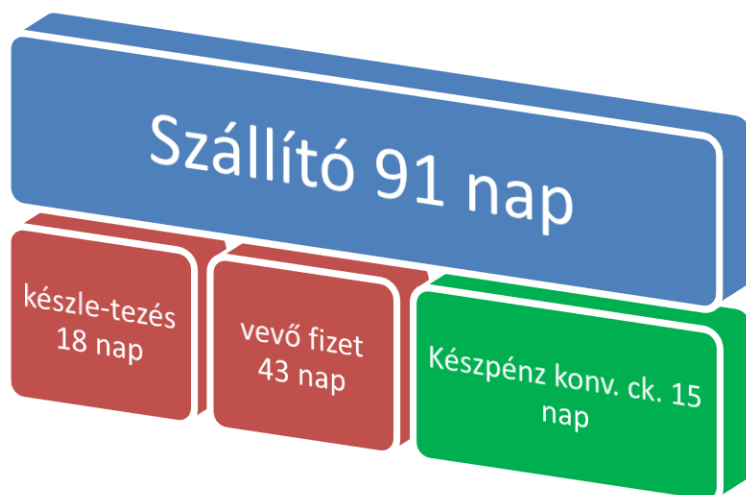 Szállító 91 nap
készle-tezés
18 nap
vevő fizet
43 nap
Készpénz konv. ck. 15
nap